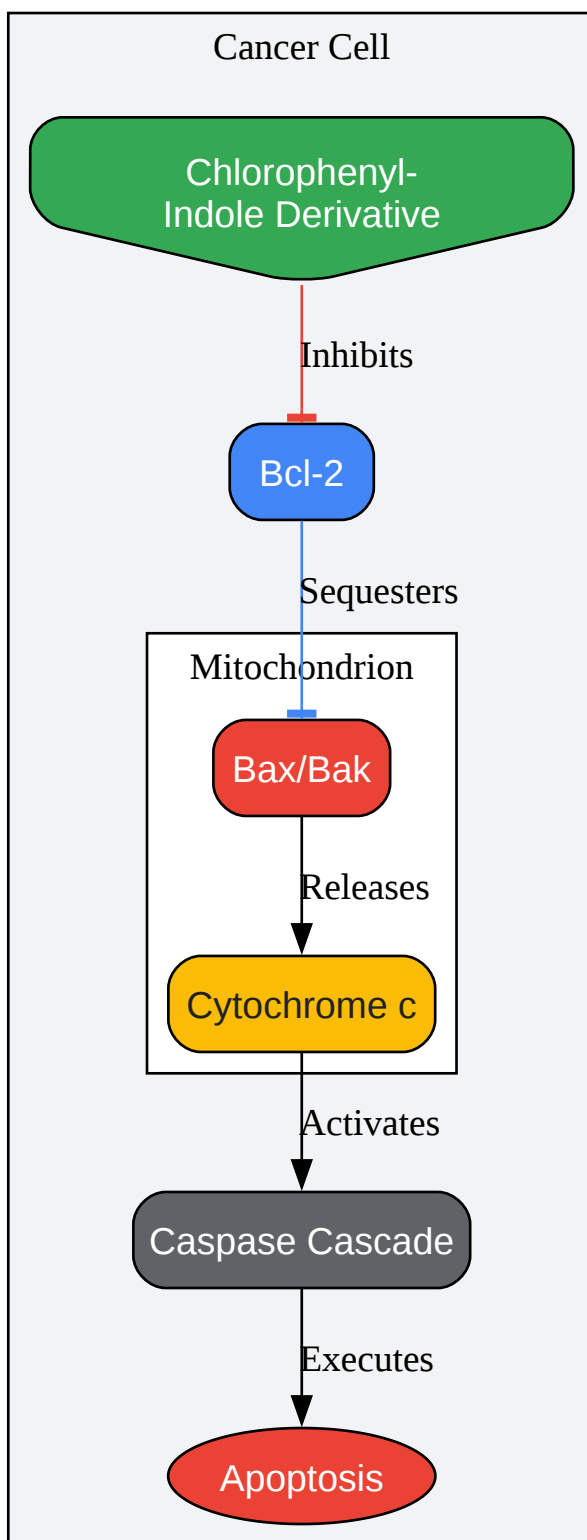 Cancer Cell
Chlorophenyl-
Indole Derivative
Inhibits
Bcl-2
Sequesters
Mitochondrion
Bax/Bak
Releases
Cytochrome c
Activates
Caspase Cascade
Executes
Apoptosis